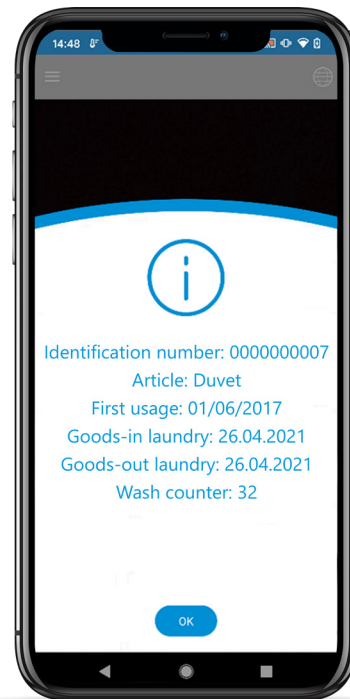 14:48
Identification number: 0000000007
Article: Duvet
First usage: 01/06/2017
Goods-in laundry: 26.04.2021
Goods-out laundry: 26.04.2021
Wash counter: 32
OK